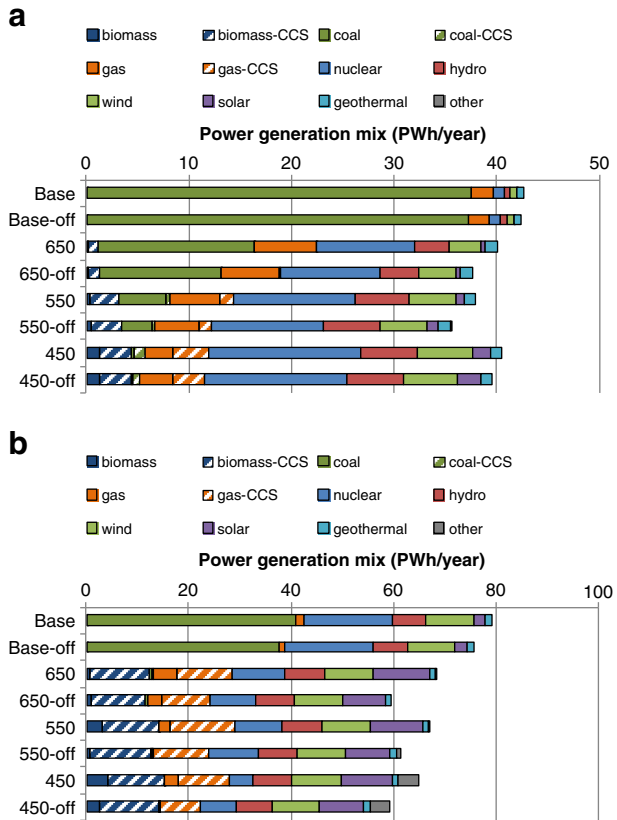 a
biomass biomass-CCS coal coal-CCS
gas gas-CCS nuclear hydro
wind solar geothermal other
Power generation mix (PWh/year)
0 10 20 30 40 50
Base
Base-off
650
650-off
550
550-off
450
450-off
b
biomass biomass-CCS coal coal-CCS
gas gas-CCS nuclear hydro
wind solar geothermal other
Power generation mix (PWh/year)
0 20 40 60 80 100
Base
Base-off
650
650-off
550
550-off
450
450-off